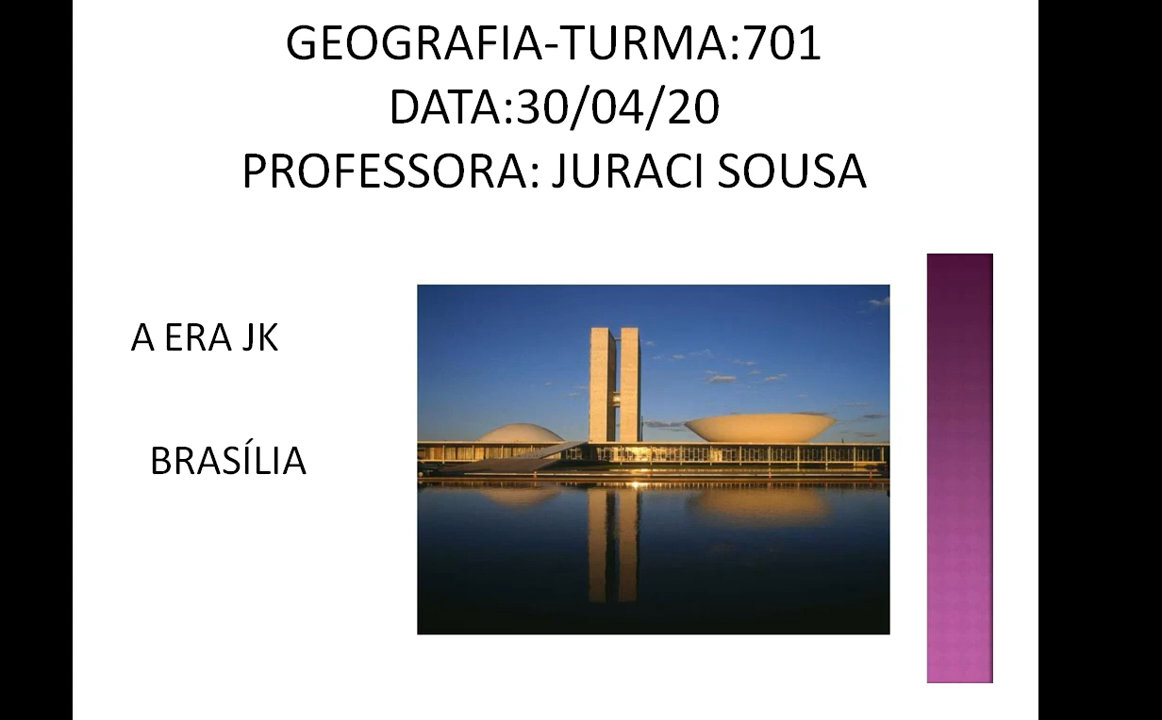 GEOGRAFIA-TURMA:701
DATA:30/04/20
PROFESSORA: JURACI SOUSA
A ERA JK
BRASÍLIA